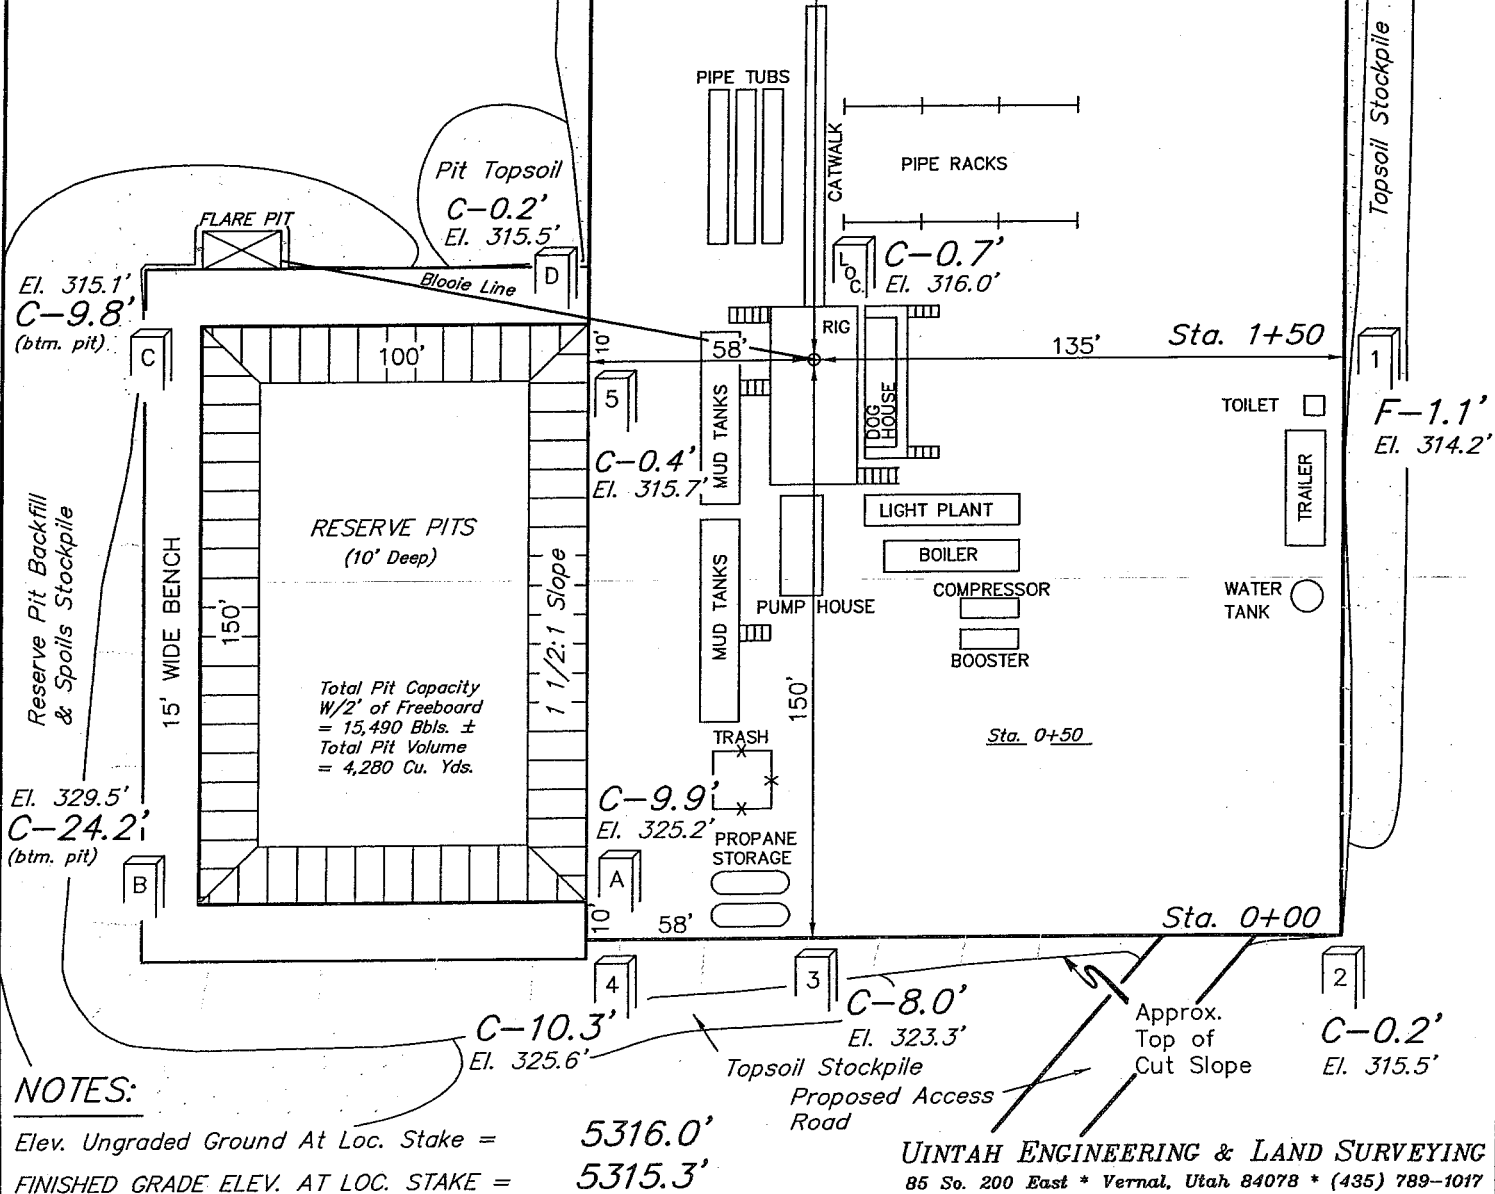 Topsoil Stockpile
PIPE TUBS
CATWALK
PIPE RACKS
Pit Topsoil
C-0.2'
El. 315.5'
FLARE PIT
D
Blooie Line
LOC.
C-0.7'
El. 316.0'
El. 315.1'
C-9.8'
(btm. pit)
C
100'
10'
58'
RIG
135'
Sta. 1+50
1
5
MUD TANKS
DOG
HOUSE
TOILET
F-1.1'
El. 314.2'
C-0.4'
El. 315.7'
TRAILER
LIGHT PLANT
BOILER
Reserve Pit Backfill
& Spoils Stockpile
15' WIDE BENCH
150'
RESERVE PITS
(10' Deep)
1 1/2:1 Slope
MUD TANKS
PUMP HOUSE
COMPRESSOR
BOOSTER
WATER
TANK
Total Pit Capacity
W/2' of Freeboard
= 15,490 Bbls. ±
Total Pit Volume
= 4,280 Cu. Yds.
150'
Sta. 0+50
TRASH
El. 329.5'
C-24.2'
(btm. pit)
B
C-9.9'
El. 325.2'
A
PROPANE
STORAGE
10'
58'
Sta. 0+00
4
3
2
C-10.3'
El. 325.6'
C-8.0'
El. 323.3'
Approx.
Top of
Cut Slope
C-0.2'
El. 315.5'
Topsoil Stockpile
Proposed Access
Road
NOTES:
Elev. Ungraded Ground At Loc. Stake = 5316.0'
FINISHED GRADE ELEV. AT LOC. STAKE = 5315.3'
UINTAH ENGINEERING & LAND SURVEYING
85 So. 200 East * Vernal, Utah 84078 * (435) 789-1017